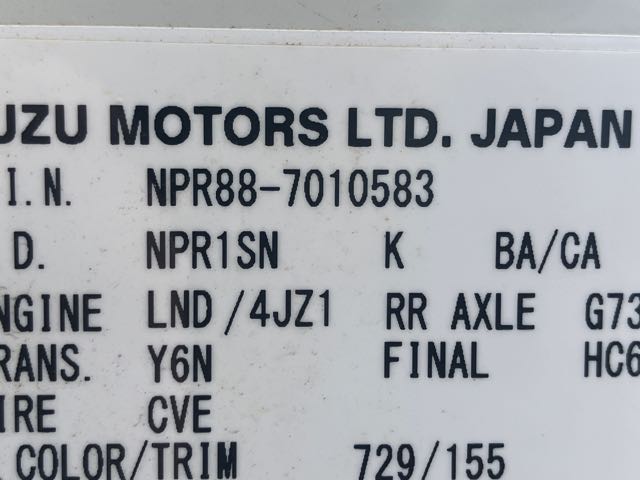 UZU MOTORS LTD. JAPAN
I.N. NPR88-7010583
D. NPR1SN K BA/CA
NGINE LND/4JZ1 RR AXLE G73
RANS. Y6N FINAL HC6
IRE CVE
COLOR/TRIM 729/155